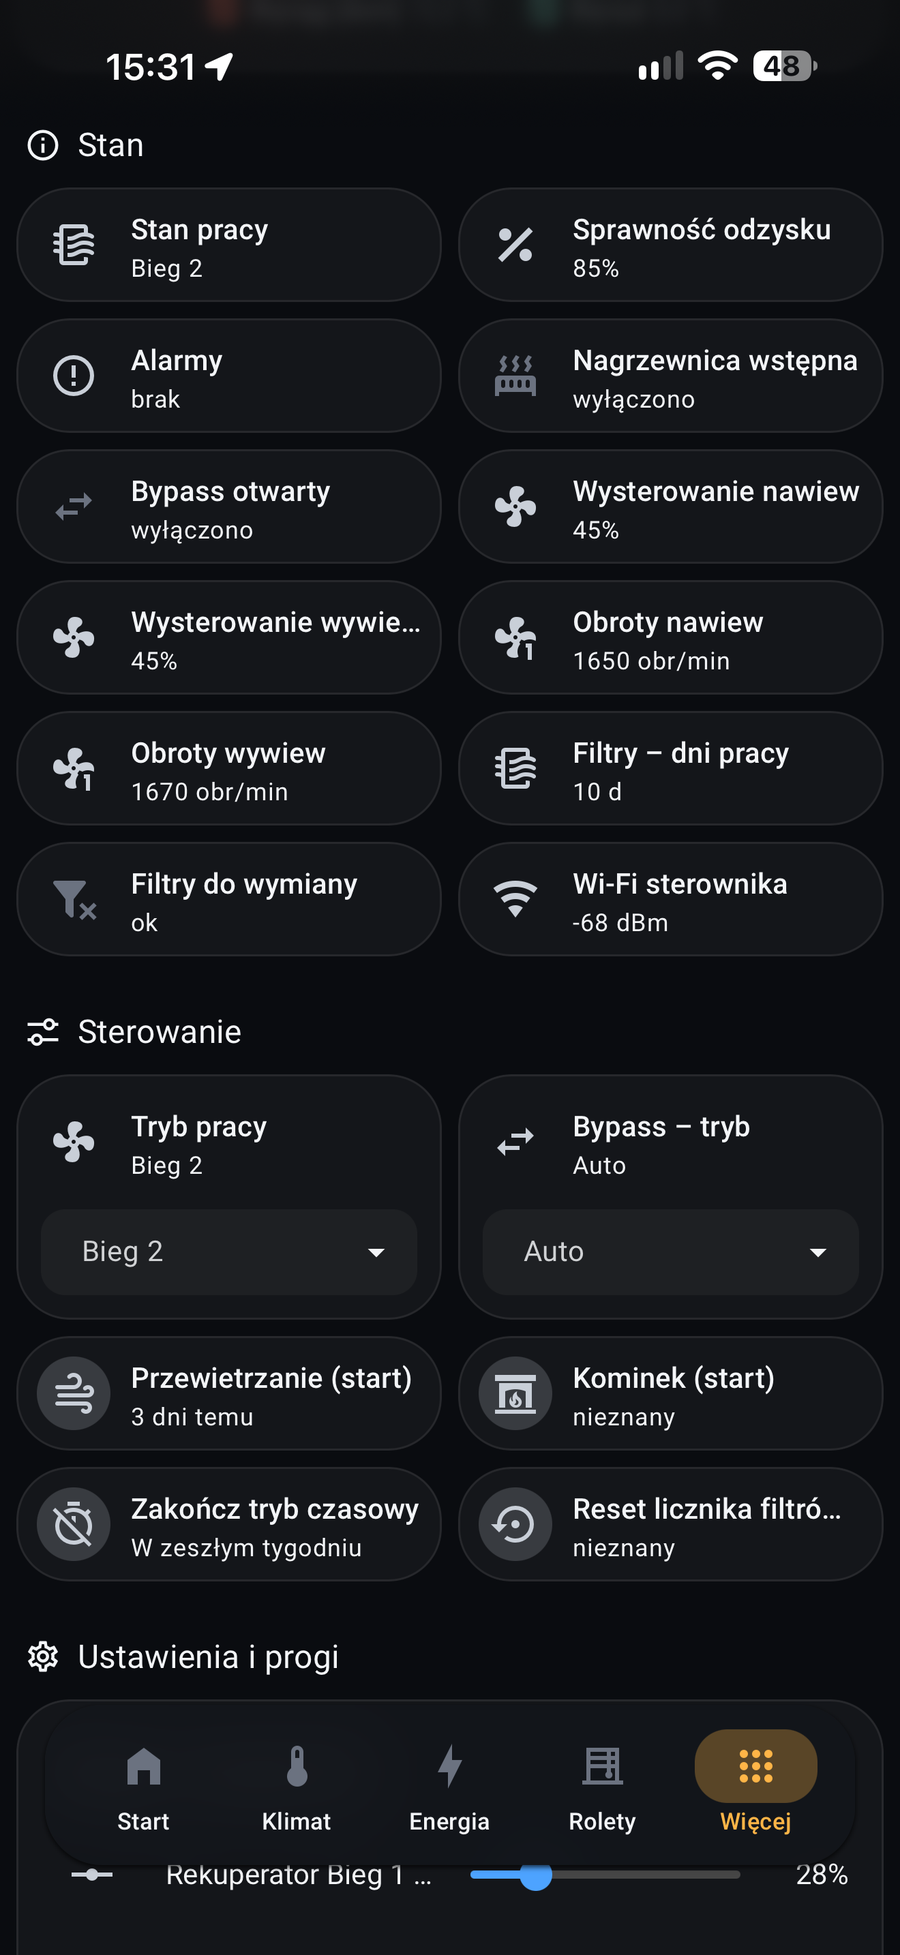 15:31
48
Stan
Stan pracy
Bieg 2
Sprawność odzysku
85%
Alarmy
brak
Nagrzewnica wstępna
wyłączono
Bypass otwarty
wyłączono
Wysterowanie nawiew
45%
Wysterowanie wywie...
45%
Obroty nawiew
1650 obr/min
Obroty wywiew
1670 obr/min
Filtry – dni pracy
10 d
Filtry do wymiany
ok
Wi-Fi sterownika
-68 dBm
Sterowanie
Tryb pracy
Bieg 2
Bieg 2
Bypass – tryb
Auto
Auto
Przewietrzanie (start)
3 dni temu
Kominek (start)
nieznany
Zakończ tryb czasowy
W zeszłym tygodniu
Reset licznika filtró...
nieznany
Ustawienia i progi
Start
Klimat
Energia
Rolety
Więcej
Rekuperator Bieg 1 ...
28%